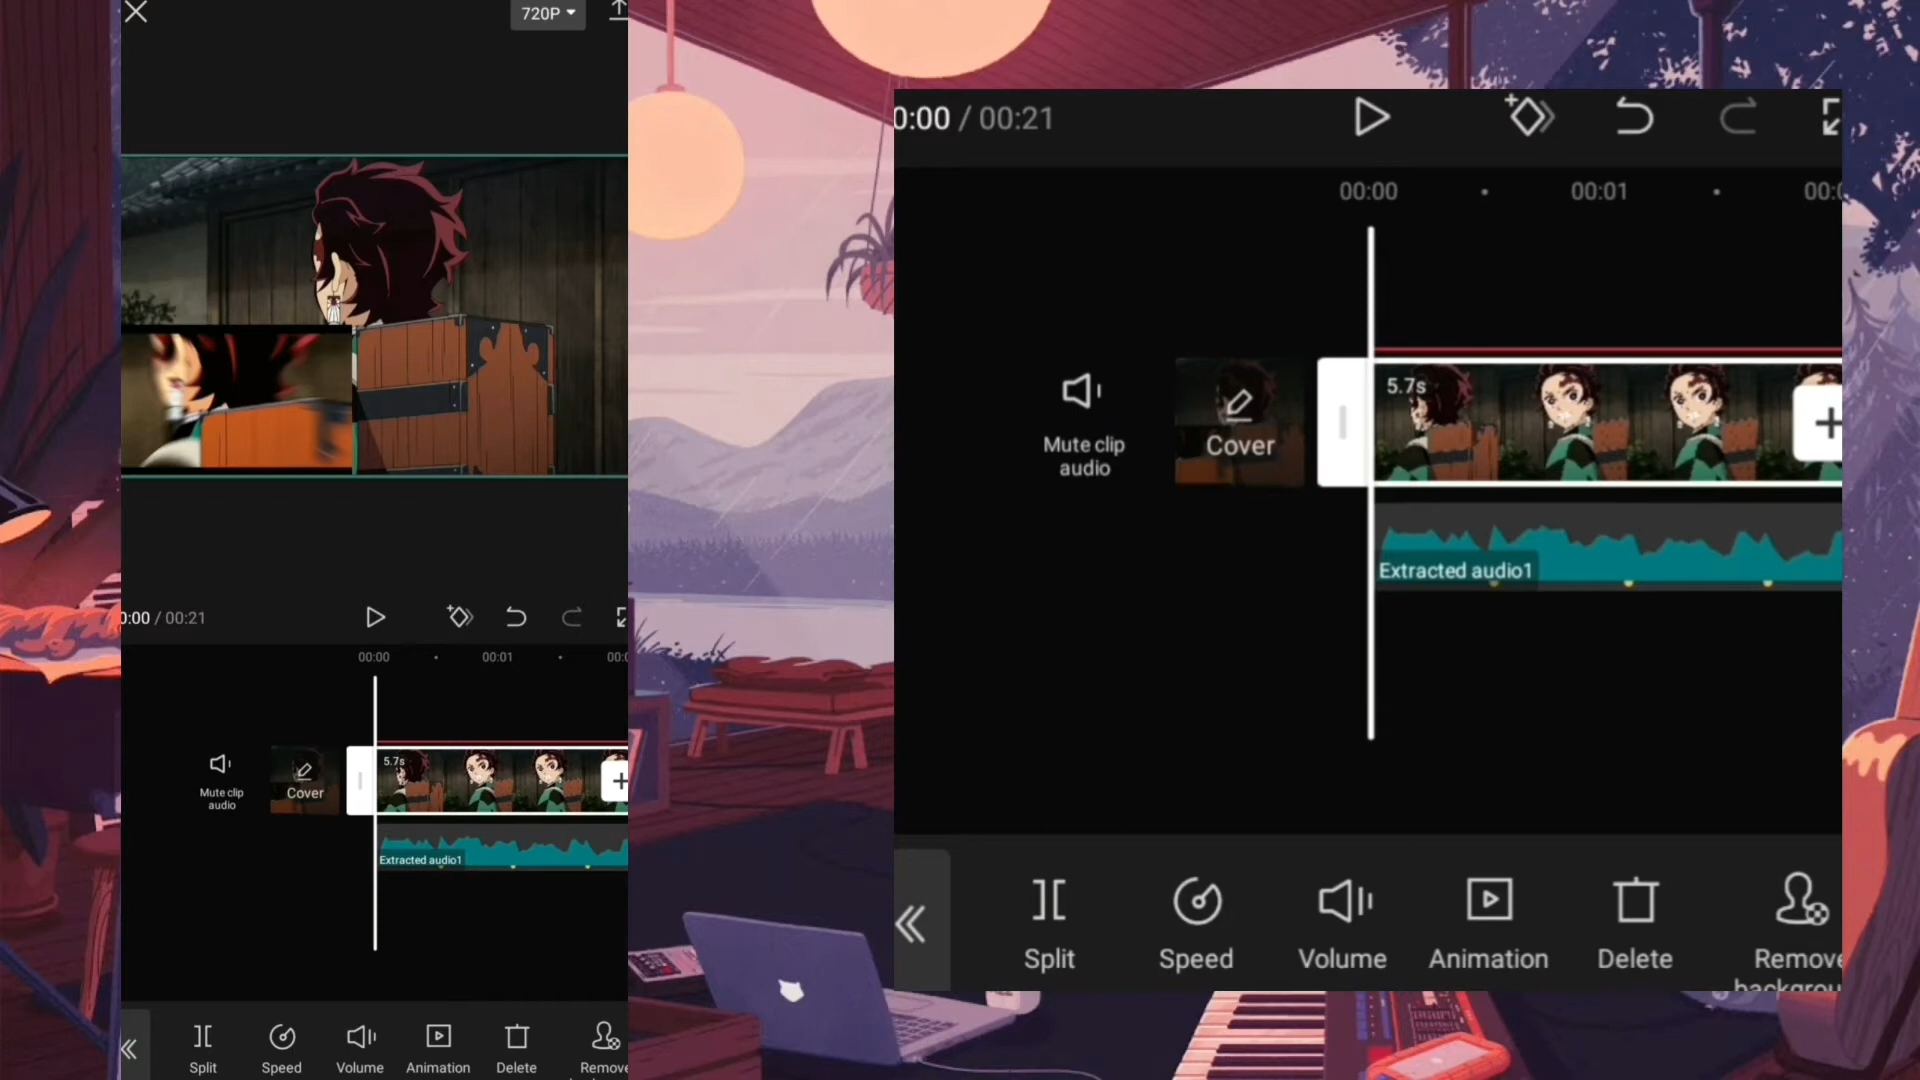 720P
0:00 / 00:21
00:00
00:01
5.7s
Mute clip
audio
Cover
Extracted audio1
Split
Speed
Volume
Animation
Delete
Remove
0:00 / 00:21
00:00
00:01
5.7s
Mute clip
audio
Cover
Extracted audio1
Split
Speed
Volume
Animation
Delete
Remove
backgrou